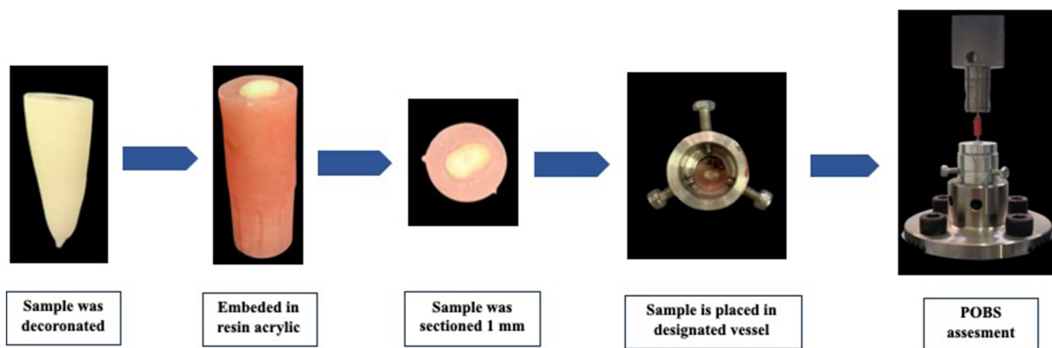 Sample was
decoronated
Embeded in
resin acrylic
Sample was
sectioned 1 mm
Sample is placed in
designated vessel
POBS
assesment